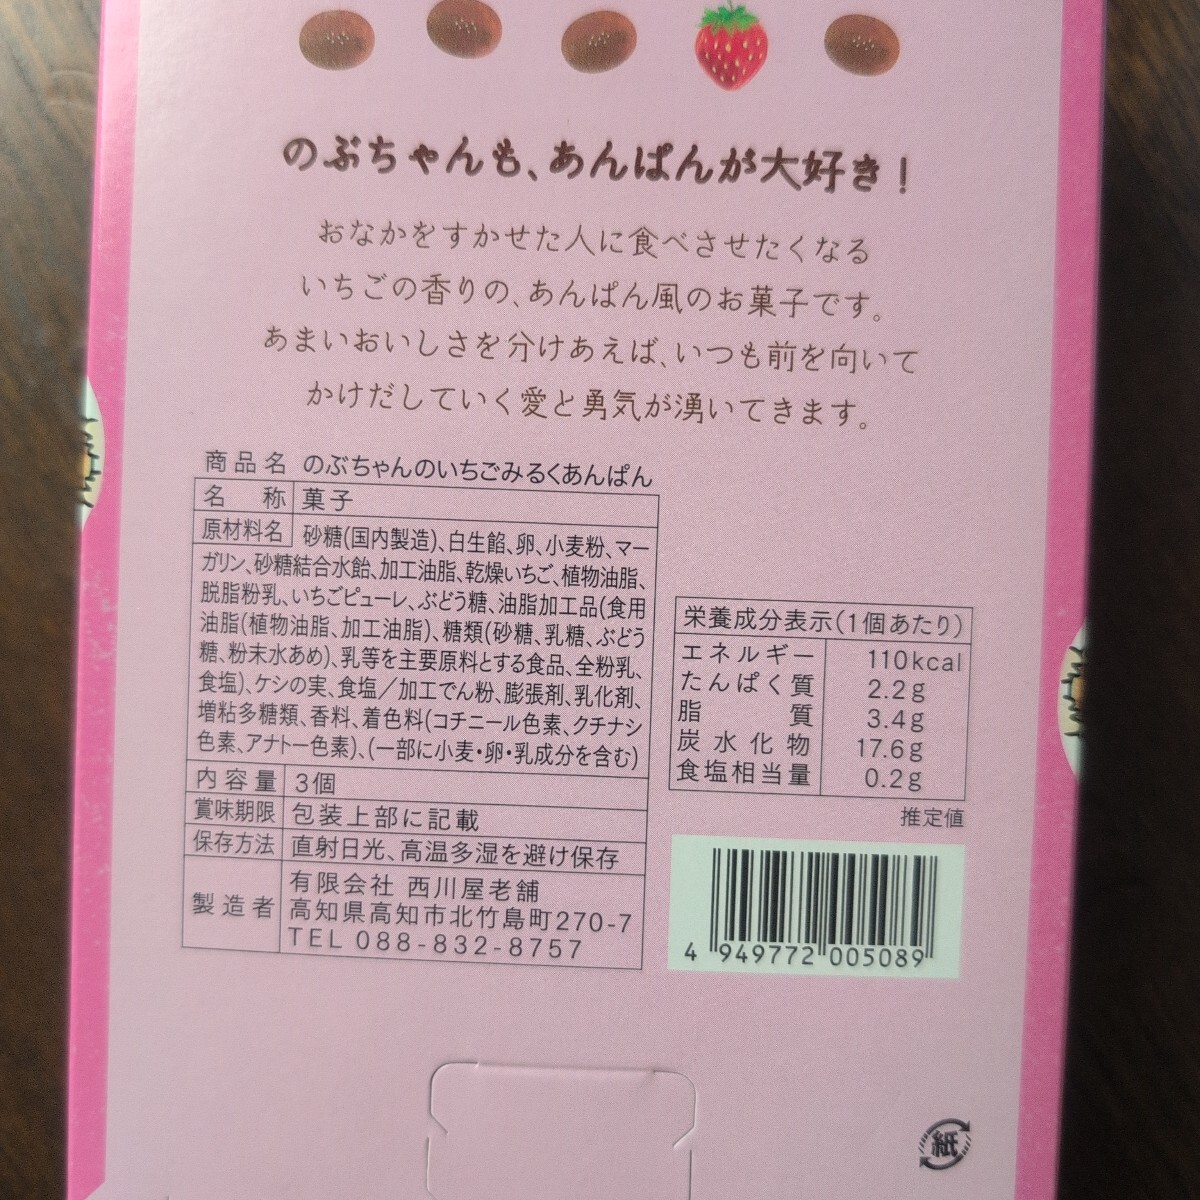 のぶちゃんも、あんぱんが大好き!
おなかをすかせた人に食べさせたくなる
いちごの香りの、あんぱん風のお菓子です。
あまいおいしさを分けあえば、いつも前を向いて
かけだしていく愛と勇気が湧いてきます。
商品名 のぶちゃんのいちごみるくあんぱん
名称 菓子
原材料名 砂糖(国内製造)、白生餡、卵、小麦粉、マー
ガリン、砂糖結合水飴、加工油脂、乾燥いちご、植物油脂、
脱脂粉乳、いちごピューレ、ぶどう糖、油脂加工品(食用
油脂(植物油脂、加工油脂)、糖類(砂糖、乳糖、ぶどう
糖、粉末水あめ)、乳等を主要原料とする食品、全粉乳、
食塩)、ケシの実、食塩/加工でん粉、膨張剤、乳化剤、
増粘多糖類、香料、着色料(コチニール色素、クチナシ
色素、アナトー色素)、(一部に小麦・卵・乳成分を含む)
内容量 3個
賞味期限 包装上部に記載
保存方法 直射日光、高温多湿を避け保存
製造者 有限会社 西川屋老舗
高知県高知市北竹島町270-7
TEL 088-832-8757
栄養成分表示(1個あたり)
エネルギー 110kcal
たんぱく質 2.2g
脂質 3.4g
炭水化物 17.6g
食塩相当量 0.2g
推定値
4 949772 005089
紙